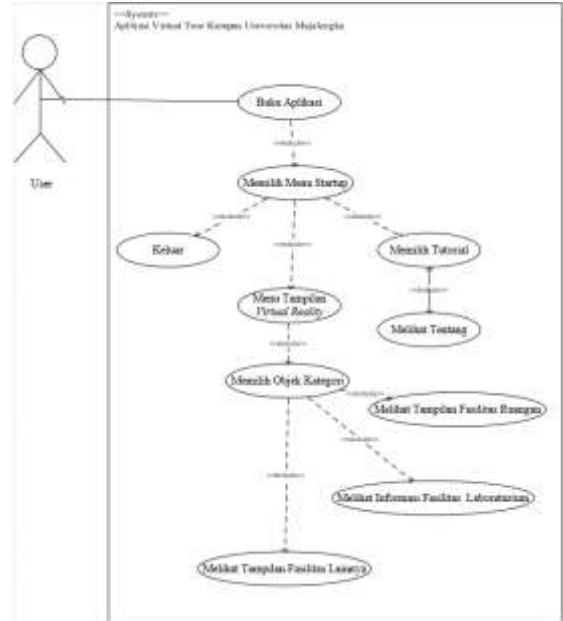 <<System>>
Aplikasi Virtual Tour Kampus Universitas Majalengka
Buka Aplikasi
User
Memilih Menu Startup
Keluar
Memilih Tutorial
Menu Tampilan
Virtual Reality
Melihat Tentang
Memilih Objek Kategori
Melihat Tampilan Fasilitas Ruangan
Melihat Informasi Fasilitas Laboratorium
Melihat Tampilan Fasilitas Lainnya